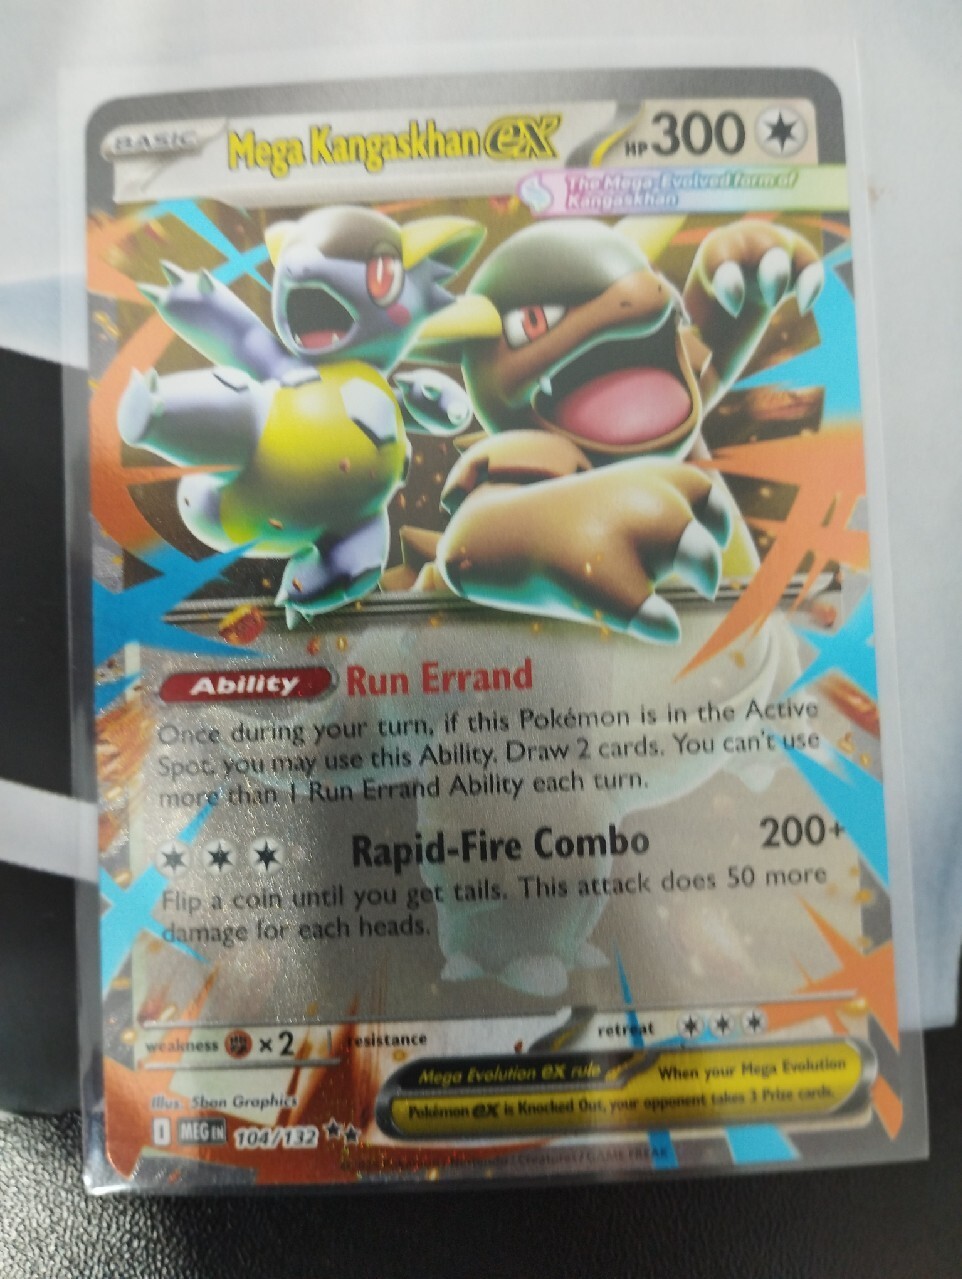 BASIC Mega Kangaskhan ex HP 300
The Mega-Evolved form of
Kangaskhan
Ability Run Errand
Once during your turn, if this Pokémon is in the Active
Spot, you may use this Ability. Draw 2 cards. You can't use
more than 1 Run Errand Ability each turn.
Rapid-Fire Combo 200+
Flip a coin until you get tails. This attack does 50 more
damage for each heads.
weakness ×2 resistance retreat
Mega Evolution ex rule When your Mega Evolution
Pokémon ex is Knocked Out, your opponent takes 3 Prize cards.
Illus. 5ban Graphics
I MEG EN 104/132